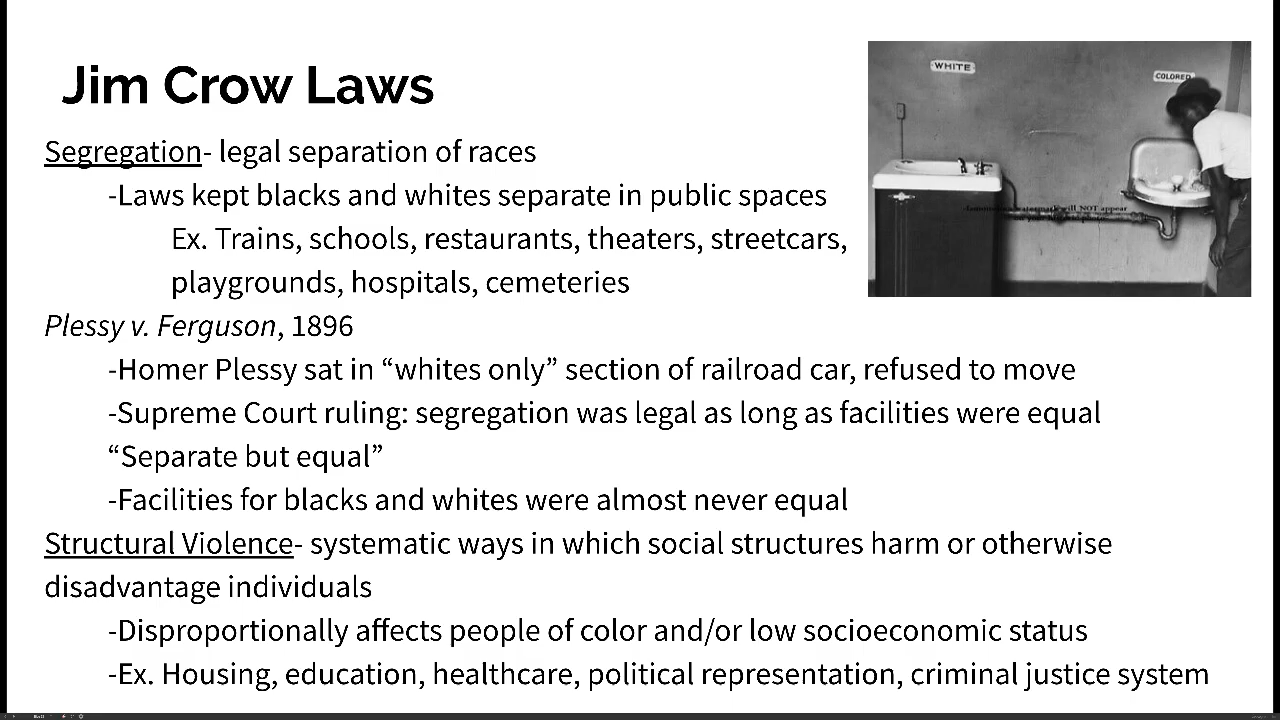 Jim Crow Laws
WHITE
COLORED
Segregation- legal separation of races
-Laws kept blacks and whites separate in public spaces
Ex. Trains, schools, restaurants, theaters, streetcars,
playgrounds, hospitals, cemeteries
Plessy v. Ferguson, 1896
-Homer Plessy sat in “whites only” section of railroad car, refused to move
-Supreme Court ruling: segregation was legal as long as facilities were equal
“Separate but equal”
-Facilities for blacks and whites were almost never equal
Structural Violence- systematic ways in which social structures harm or otherwise
disadvantage individuals
-Disproportionally affects people of color and/or low socioeconomic status
-Ex. Housing, education, healthcare, political representation, criminal justice system
will NOT appear